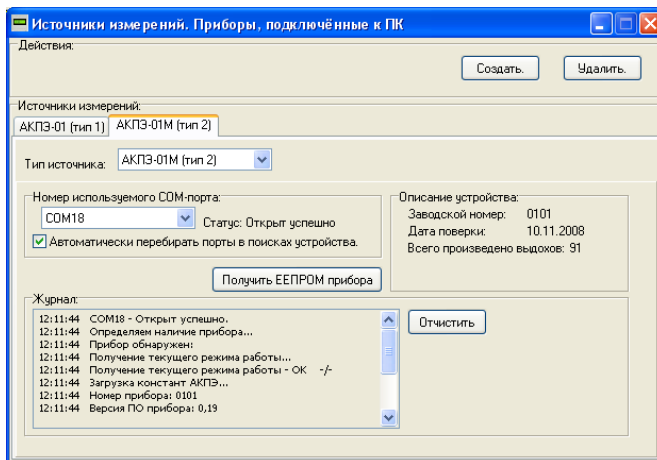 Источники измерений. Приборы, подключённые к ПК
Действия:
Создать. Удалить.
Источники измерений:
АКПЭ-01 (тип 1) АКПЭ-01М (тип 2)
Тип источника: АКПЭ-01М (тип 2)
Номер используемого COM-порта:
COM18 Статус: Открыт успешно
Автоматически перебирать порты в поисках устройства.
Описание устройства:
Заводской номер: 0101
Дата поверки: 10.11.2008
Всего произведено выдохов: 91
Получить ЕЕПРОМ прибора
Журнал:
12:11:44 COM18 - Открыт успешно.
12:11:44 Определяем наличие прибора...
12:11:44 Прибор обнаружен:
12:11:44 Получение текущего режима работы...
12:11:44 Получение текущего режима работы - ОК -/-
12:11:44 Загрузка констант АКПЭ...
12:11:44 Номер прибора: 0101
12:11:44 Версия ПО прибора: 0,19
Отчистить